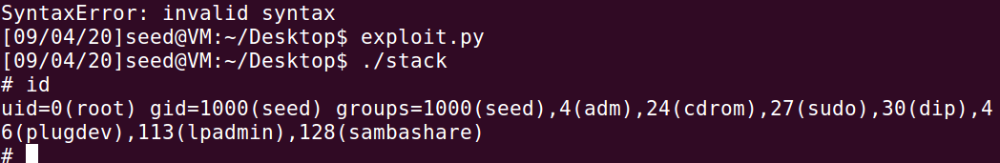 SyntaxError: invalid syntax
[09/04/20]seed@VM:~/Desktop$ exploit.py
[09/04/20]seed@VM:~/Desktop$ ./stack
# id
uid=0(root) gid=1000(seed) groups=1000(seed),4(adm),24(cdrom),27(sudo),30(dip),4
6(plugdev),113(lpadmin),128(sambashare)
#